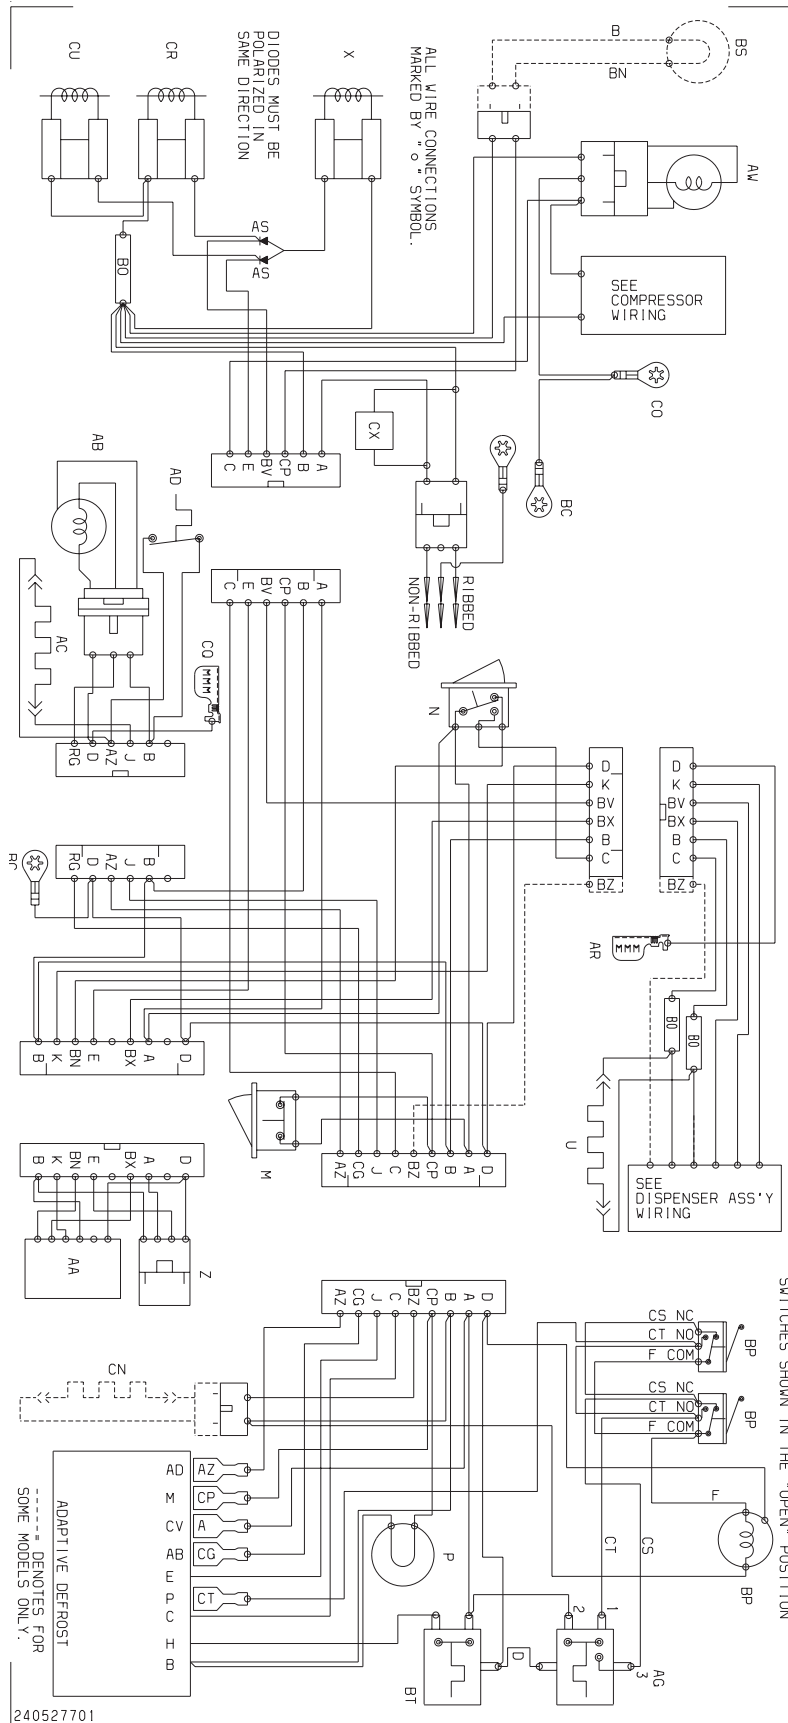 CU
CR
X
DIODES MUST BE
POLARIZED IN
SAME DIRECTION
ALL WIRE CONNECTIONS
MARKED BY "o" SYMBOL.
B
BN
BS
AW
AS
AS
BO
SEE
COMPRESSOR
WIRING
CO
BC
CX
C E BV CP B A
AB
AD
AC
CQ
RIBBED
NON-RIBBED
C E BV CP B A
N
RG D AZ J B
D
K
BV
BX
B
C
BZ
D
K
BV
BX
B
C
BZ
RG D AZ J B
AR
BO
BO
U
B K BN E BX A D
M
AZ CG J C BZ CP B A D
SEE
DISPENSER ASS'Y
WIRING
B K BN E BX A D
AA
Z
AZ CG J C BZ CP B A D
CS NC
CT NO
F COM
BP
CS NC
CT NO
F COM
BP
SWITCHES SHOWN IN THE "OPEN" POSITION
CN
F
BP
CT
CS
AD AZ
M CP
CV A
AB CG
E
P CT
C
H
B
ADAPTIVE DEFROST
P
D
BT
2
1
3
AG
----- DENOTES FOR
SOME MODELS ONLY.
240527701